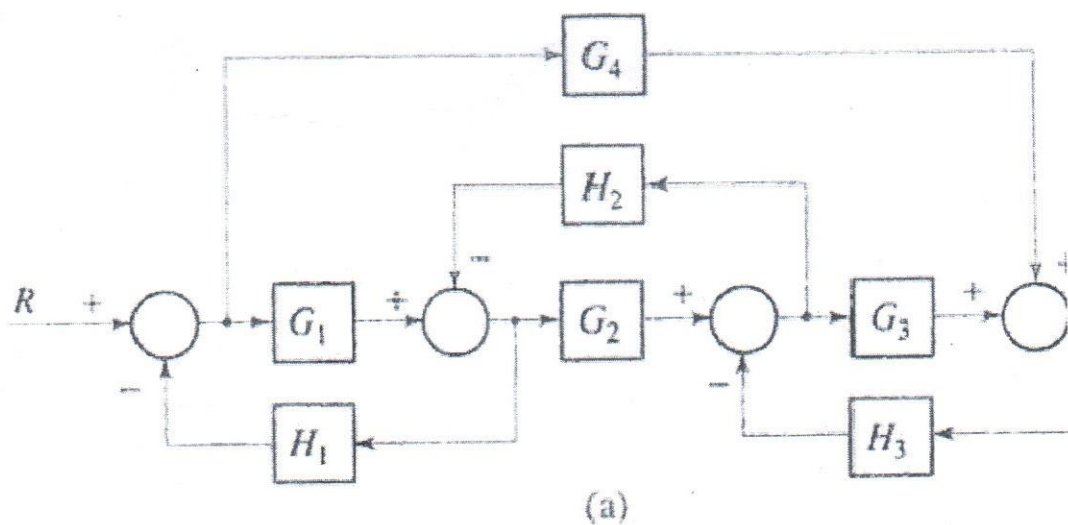 G4
H2
R + G1 ÷ − G2 + G3 + +
− H1 − H3
(a)